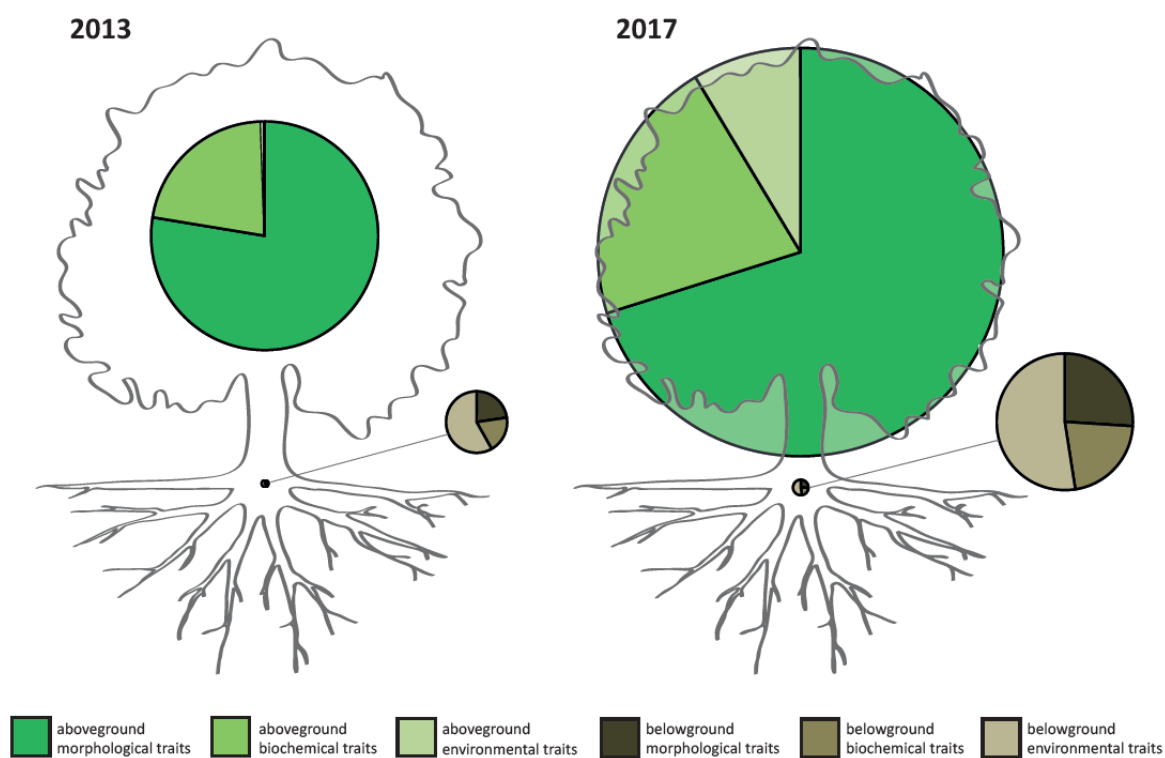 2013
2017
aboveground
morphological traits
aboveground
biochemical traits
aboveground
environmental traits
belowground
morphological traits
belowground
biochemical traits
belowground
environmental traits